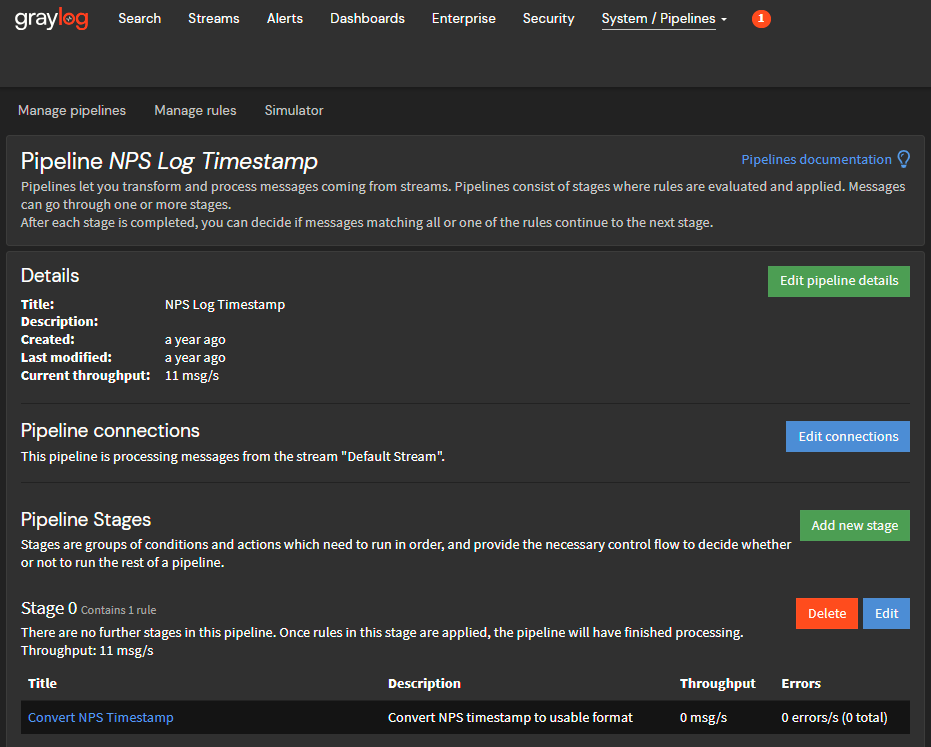 graylog Search Streams Alerts Dashboards Enterprise Security System / Pipelines 1
Manage pipelines Manage rules Simulator
Pipeline NPS Log Timestamp Pipelines documentation
Pipelines let you transform and process messages coming from streams. Pipelines consist of stages where rules are evaluated and applied. Messages
can go through one or more stages.
After each stage is completed, you can decide if messages matching all or one of the rules continue to the next stage.
Details Edit pipeline details
Title: NPS Log Timestamp
Description:
Created: a year ago
Last modified: a year ago
Current throughput: 11 msg/s
Pipeline connections Edit connections
This pipeline is processing messages from the stream "Default Stream".
Pipeline Stages Add new stage
Stages are groups of conditions and actions which need to run in order, and provide the necessary control flow to decide whether
or not to run the rest of a pipeline.
Stage 0 Contains 1 rule Delete Edit
There are no further stages in this pipeline. Once rules in this stage are applied, the pipeline will have finished processing.
Throughput: 11 msg/s
Title Description Throughput Errors
Convert NPS Timestamp Convert NPS timestamp to usable format 0 msg/s 0 errors/s (0 total)